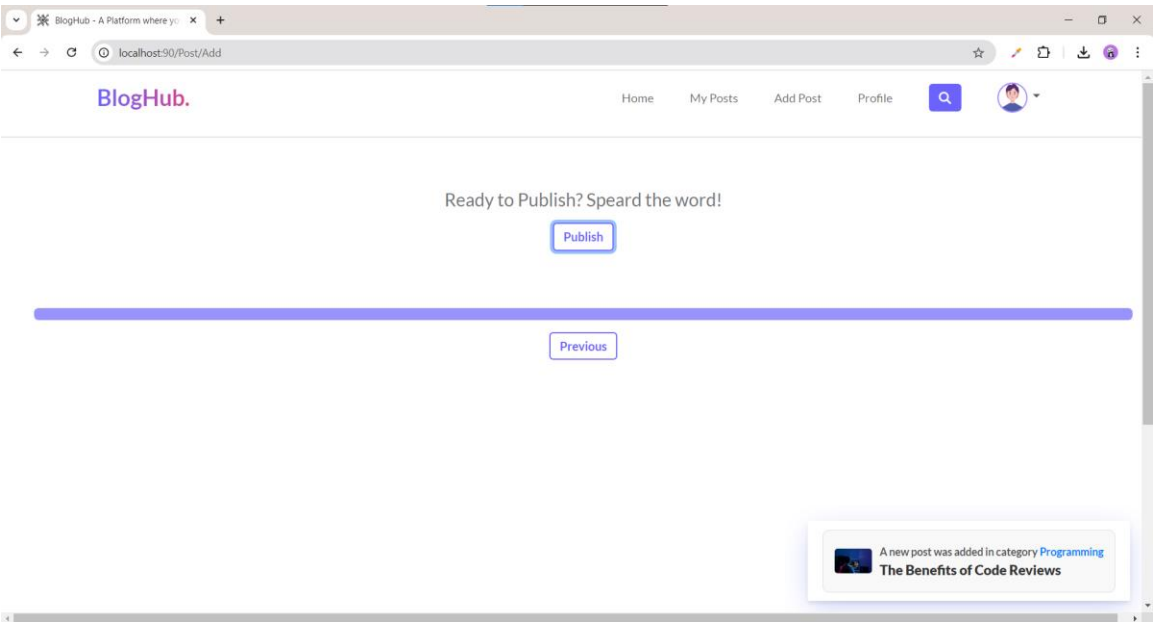 BlogHub - A Platform where yo
localhost:90/Post/Add
BlogHub.
Home My Posts Add Post Profile
Ready to Publish? Speard the word!
Publish
Previous
A new post was added in category Programming
The Benefits of Code Reviews